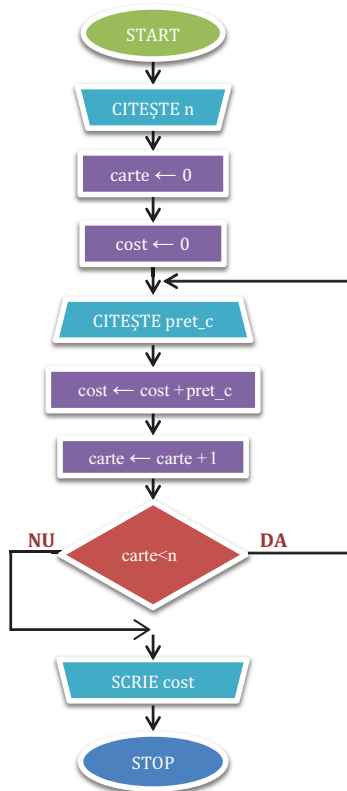 START
CITEȘTE n
carte ← 0
cost ← 0
CITEȘTE pret_c
cost ← cost +pret_c
carte ← carte +1
NU
DA
carte<n
SCRIE cost
STOP